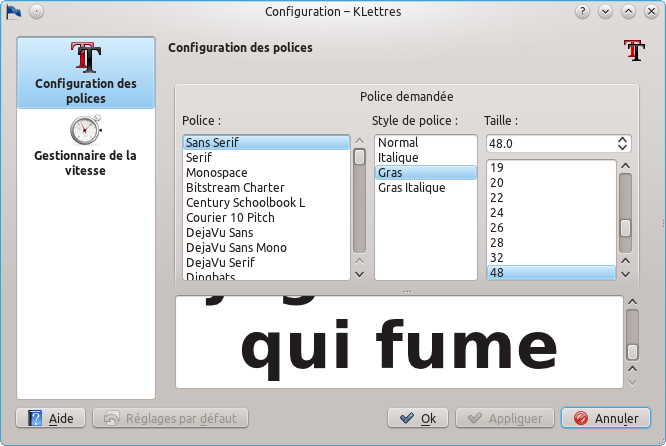 Configuration – KLettres
Configuration des
polices
Gestionnaire de la
vitesse
Configuration des polices
Police demandée
Police :
Style de police :
Taille :
Sans Serif
Serif
Monospace
Bitstream Charter
Century Schoolbook L
Courier 10 Pitch
DejaVu Sans
DejaVu Sans Mono
DejaVu Serif
Dingbats
Normal
Italique
Gras
Gras Italique
48.0
19
20
22
24
26
28
32
48
qui fume
Aide
Réglages par défaut
Ok
Appliquer
Annuler